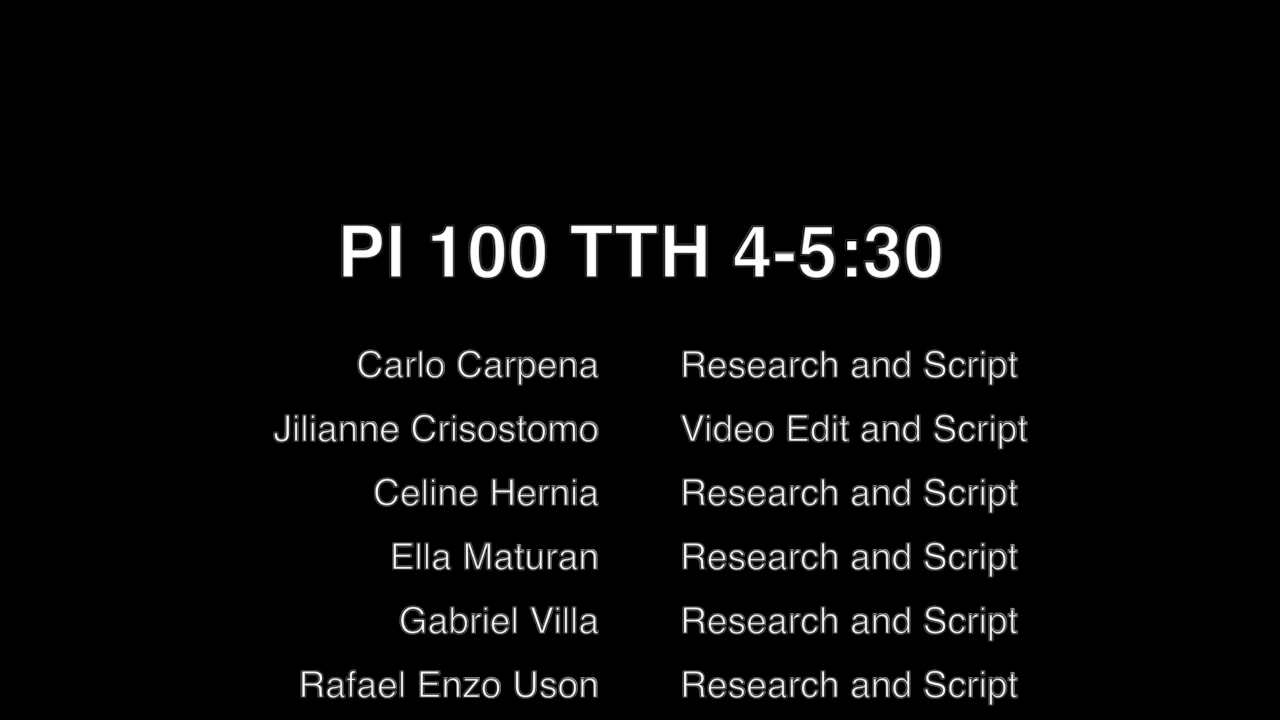 PI 100 TTH 4-5:30
Carlo Carpena Research and Script
Jilianne Crisostomo Video Edit and Script
Celine Hernia Research and Script
Ella Maturan Research and Script
Gabriel Villa Research and Script
Rafael Enzo Uson Research and Script